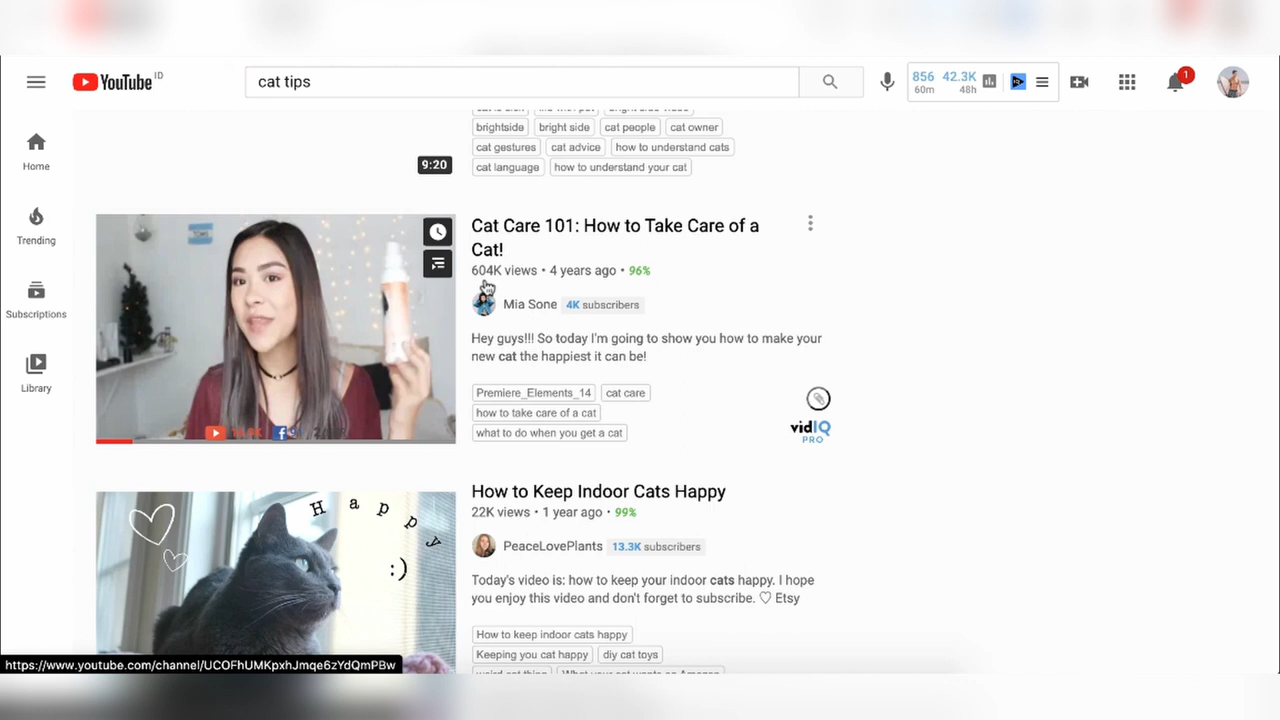 YouTube ID
cat tips
856 42.3K
60m 48h
1
brightside bright side cat people cat owner
cat gestures cat advice how to understand cats
9:20
cat language how to understand your cat
Home
Trending
Subscriptions
Library
Cat Care 101: How to Take Care of a
Cat!
604K views • 4 years ago • 96%
Mia Sone 4K subscribers
Hey guys!!! So today I'm going to show you how to make your
new cat the happiest it can be!
Premiere_Elements_14 cat care
how to take care of a cat
what to do when you get a cat
vidIQ
PRO
How to Keep Indoor Cats Happy
22K views • 1 year ago • 99%
PeaceLovePlants 13.3K subscribers
Today's video is: how to keep your indoor cats happy. I hope
you enjoy this video and don't forget to subscribe. ♡ Etsy
How to keep indoor cats happy
Keeping you cat happy diy cat toys
Happy
:)
https://www.youtube.com/channel/UCOFhUMKpxhJmqe6zYdQmPBw